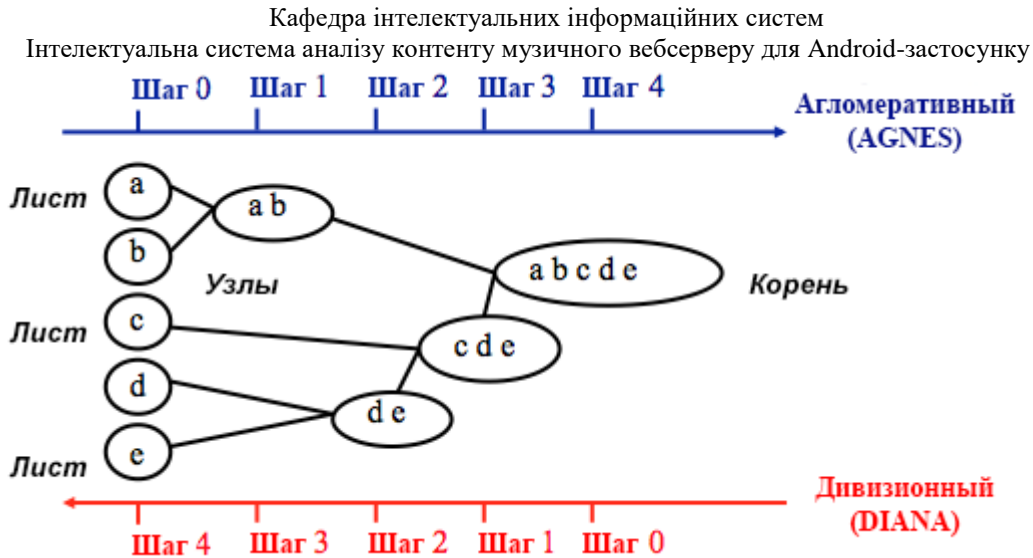 Кафедра інтелектуальних інформаційних систем
Інтелектуальна система аналізу контенту музичного вебсерверу для Android-застосунку
Шаг 0 Шаг 1 Шаг 2 Шаг 3 Шаг 4
Агломеративный
(AGNES)
Лист
a
a b
b
a b c d e
Узлы
Корень
Лист
c
c d e
d
d e
Лист
e
Дивизионный
(DIANA)
Шаг 4 Шаг 3 Шаг 2 Шаг 1 Шаг 0